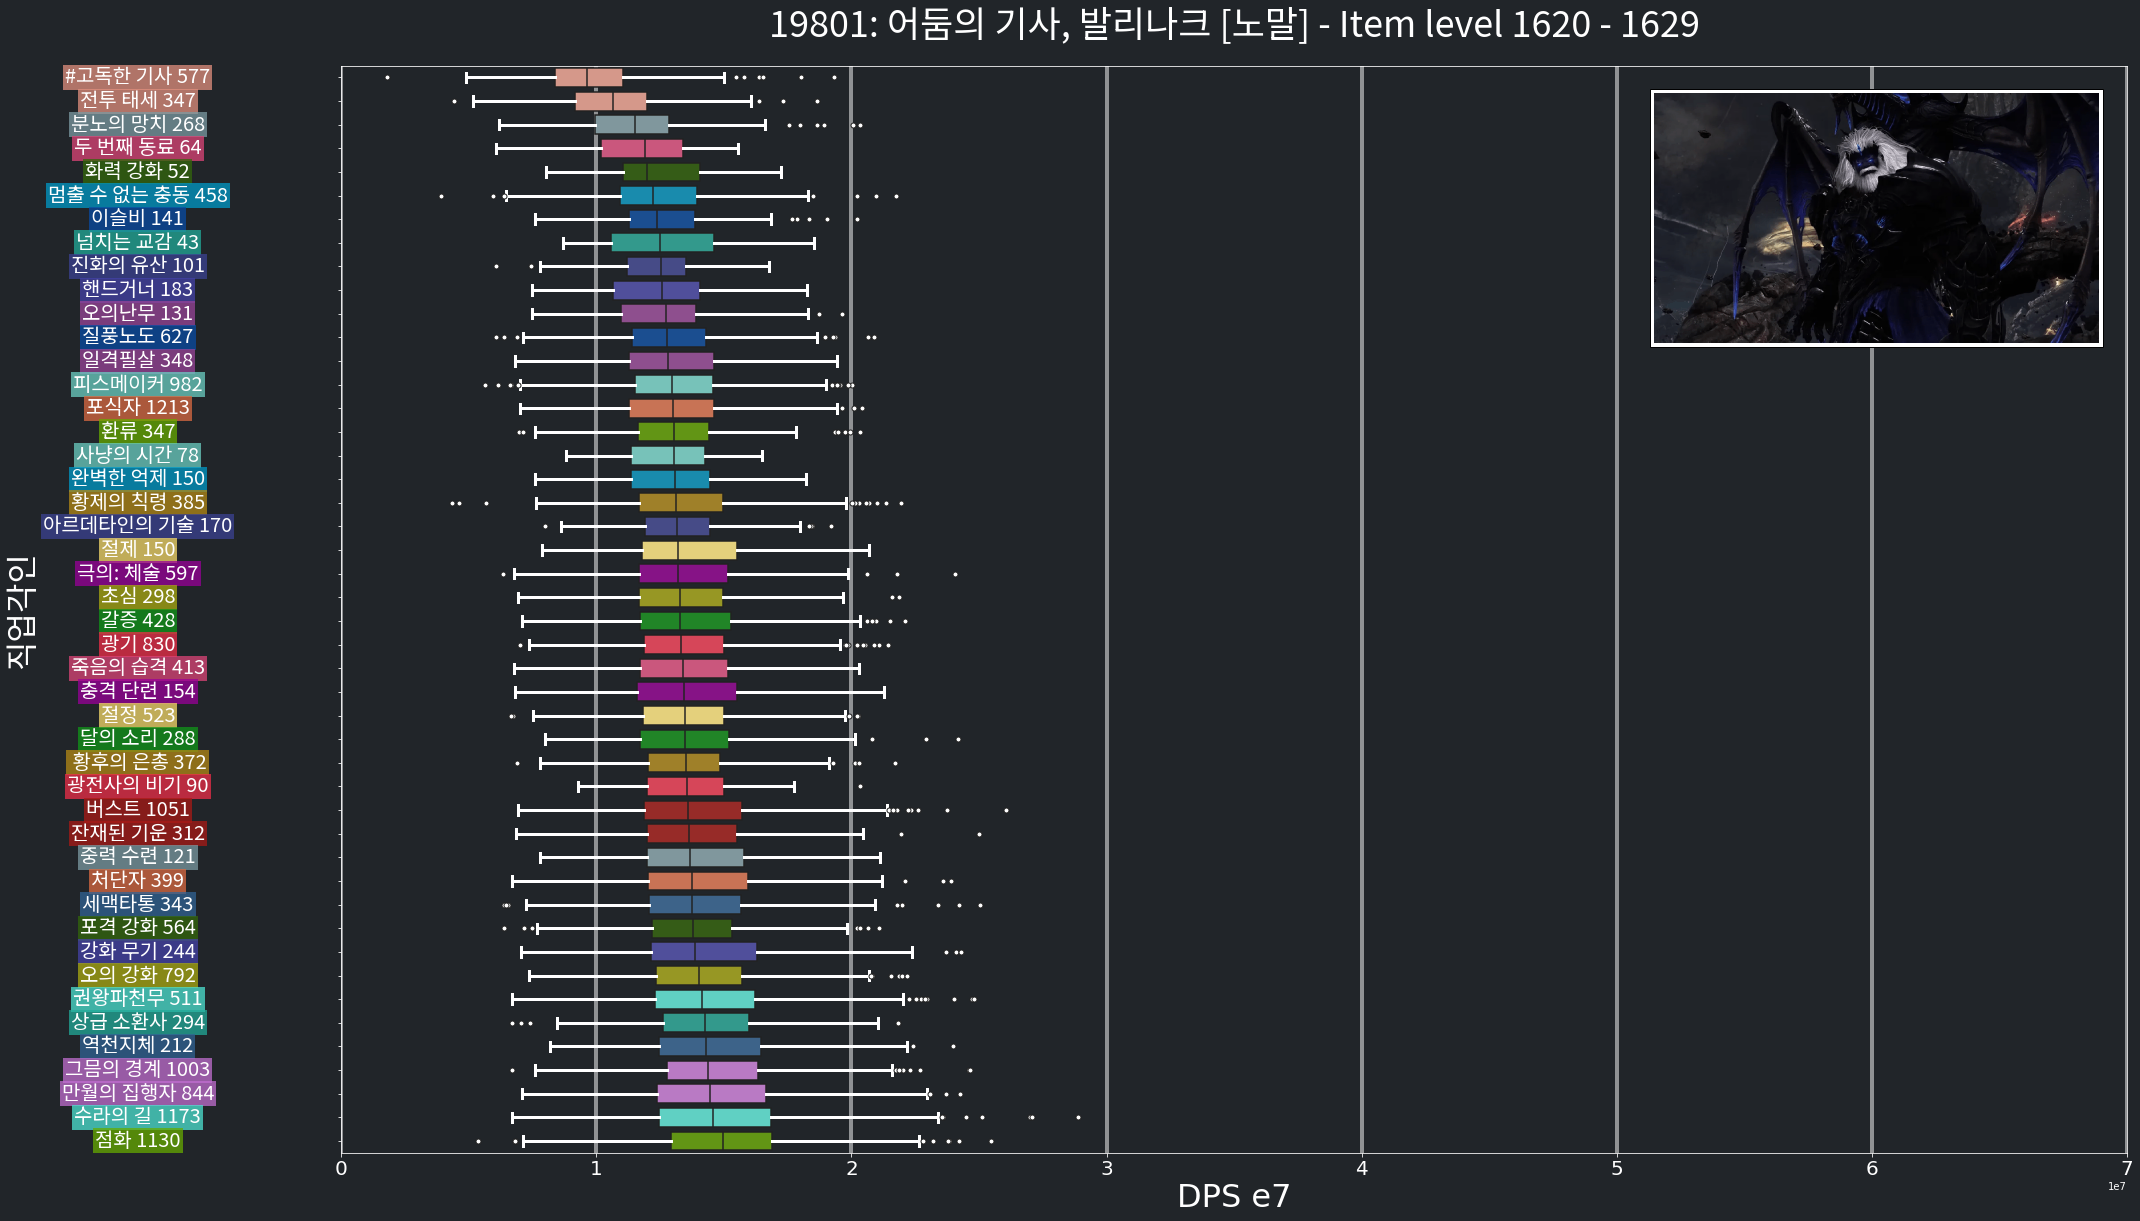 19801: 어둠의 기사, 발리나크 [노말] - Item level 1620 - 1629
직업각인
#고독한 기사 577
전투 태세 347
분노의 망치 268
두 번째 동료 64
화력 강화 52
멈출 수 없는 충동 458
이슬비 141
넘치는 교감 43
진화의 유산 101
핸드거너 183
오의난무 131
질풍노도 627
일격필살 348
피스메이커 982
포식자 1213
환류 347
사냥의 시간 78
완벽한 억제 150
황제의 칙령 385
아르데타인의 기술 170
절제 150
극의: 체술 597
초심 298
갈증 428
광기 830
죽음의 습격 413
충격 단련 154
절정 523
달의 소리 288
황후의 은총 372
광전사의 비기 90
버스트 1051
잔재된 기운 312
중력 수련 121
처단자 399
세맥타통 343
포격 강화 564
강화 무기 244
오의 강화 792
권왕파천무 511
상급 소환사 294
역천지체 212
그믐의 경계 1003
만월의 집행자 844
수라의 길 1173
점화 1130
0 1 2 3 4 5 6 7
1e7
DPS e7